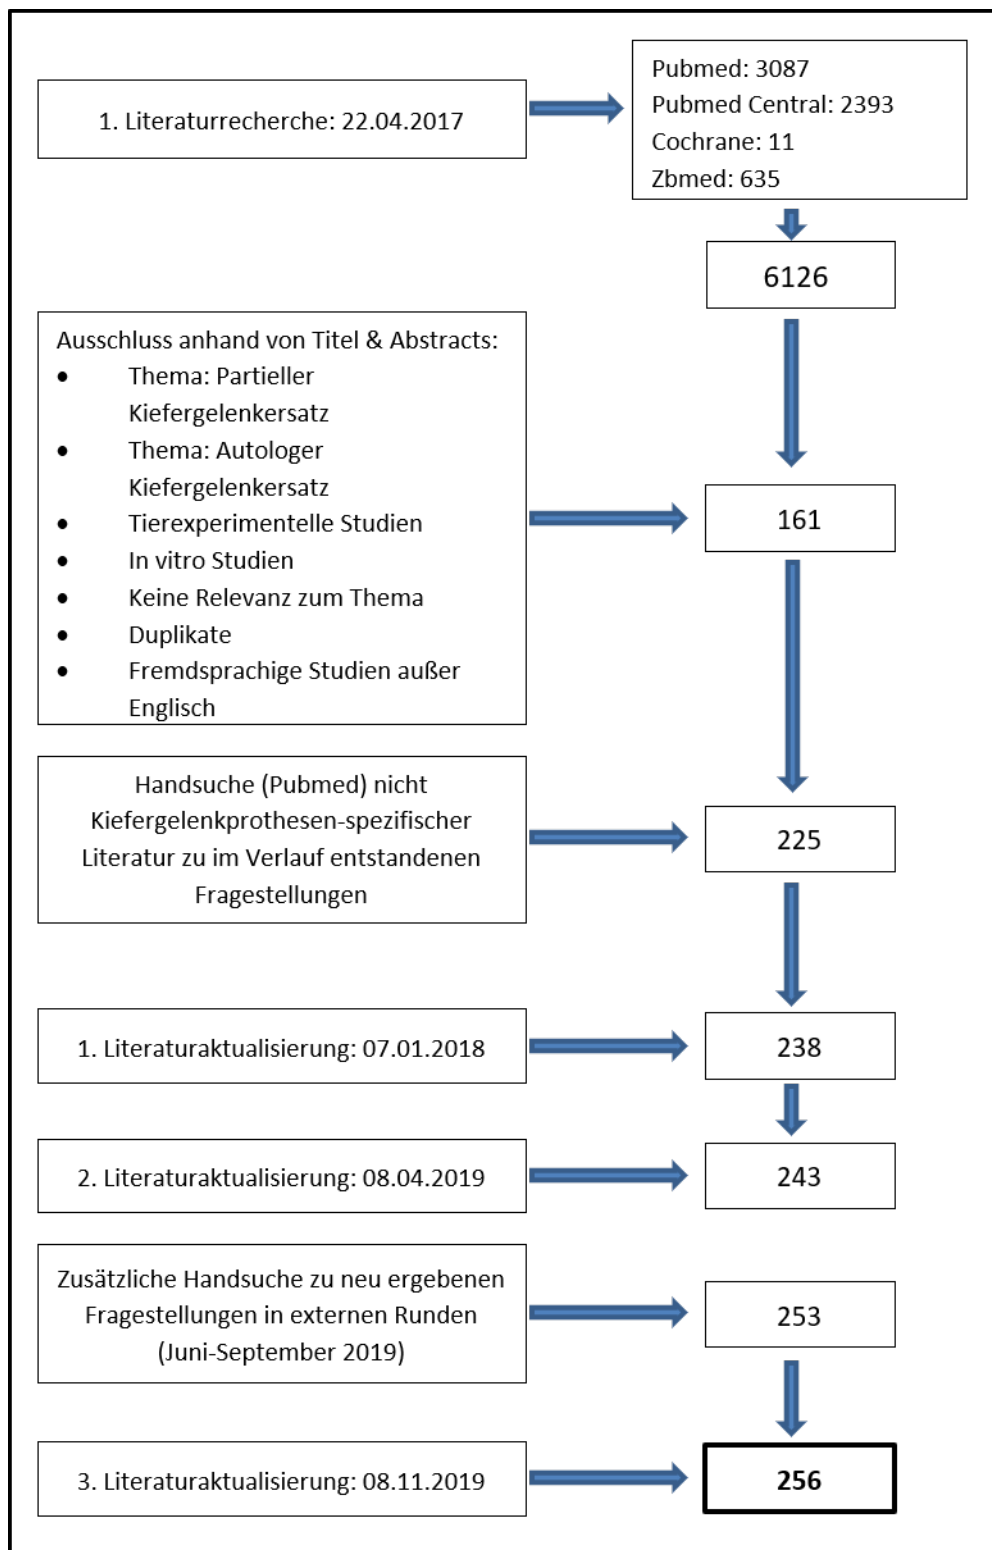 1. Literaturrecherche: 22.04.2017
Pubmed: 3087
Pubmed Central: 2393
Cochrane: 11
Zbmed: 635
6126
Ausschluss anhand von Titel & Abstracts:
• Thema: Partieller
Kiefergelenkersatz
• Thema: Autologer
Kiefergelenkersatz
• Tierexperimentelle Studien
• In vitro Studien
• Keine Relevanz zum Thema
• Duplikate
• Fremdsprachige Studien außer
Englisch
161
Handsuche (Pubmed) nicht
Kiefergelenkprothesen-spezifischer
Literatur zu im Verlauf entstandenen
Fragestellungen
225
1. Literaturaktualisierung: 07.01.2018
238
2. Literaturaktualisierung: 08.04.2019
243
Zusätzliche Handsuche zu neu ergebenen
Fragestellungen in externen Runden
(Juni-September 2019)
253
3. Literaturaktualisierung: 08.11.2019
256